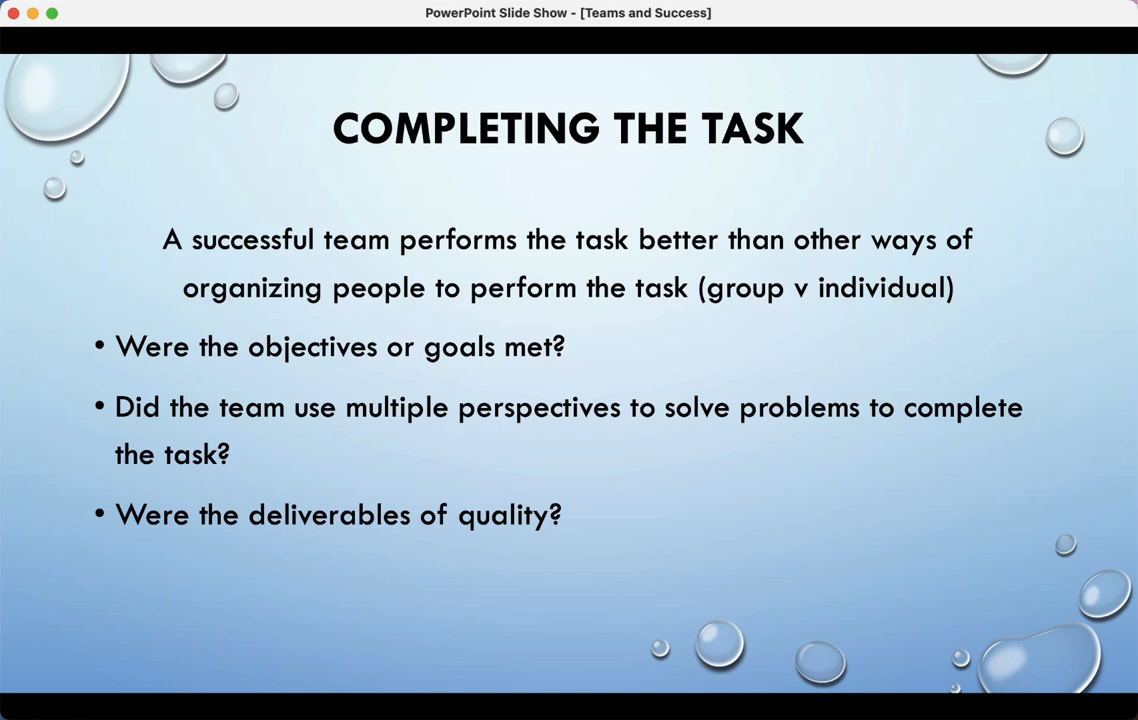 PowerPoint Slide Show - [Teams and Success]
COMPLETING THE TASK
A successful team performs the task better than other ways of
organizing people to perform the task (group v individual)
• Were the objectives or goals met?
• Did the team use multiple perspectives to solve problems to complete
the task?
• Were the deliverables of quality?